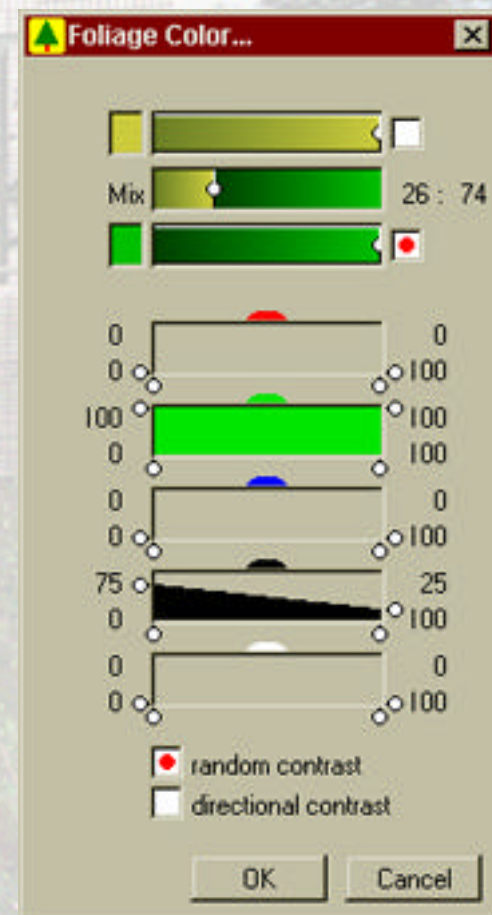 Foliage Color...
Mix 26 : 74
0 0
0 100
100 100
0 100
0 0
0 100
75 25
0 100
0 0
0 100
random contrast
directional contrast
OK Cancel